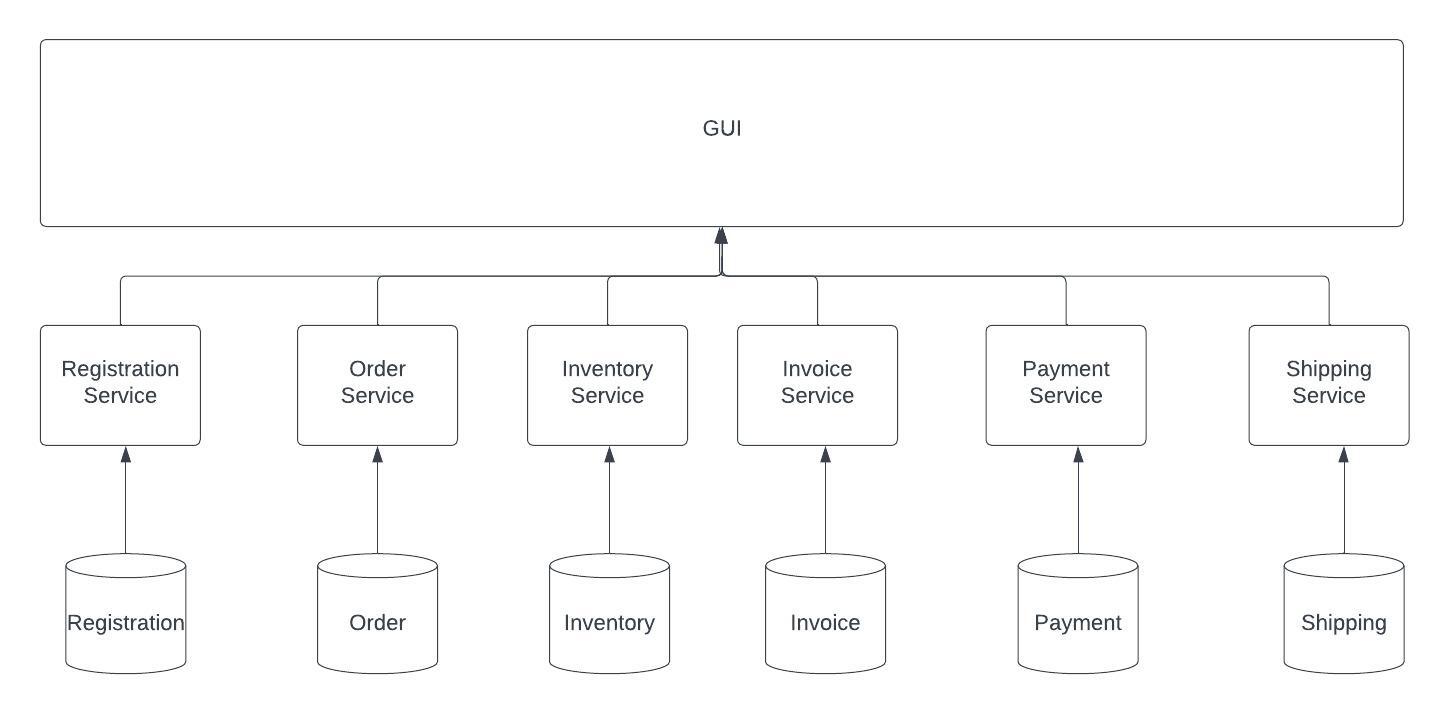 GUI
Registration
Service
Order
Service
Inventory
Service
Invoice
Service
Payment
Service
Shipping
Service
Registration
Order
Inventory
Invoice
Payment
Shipping